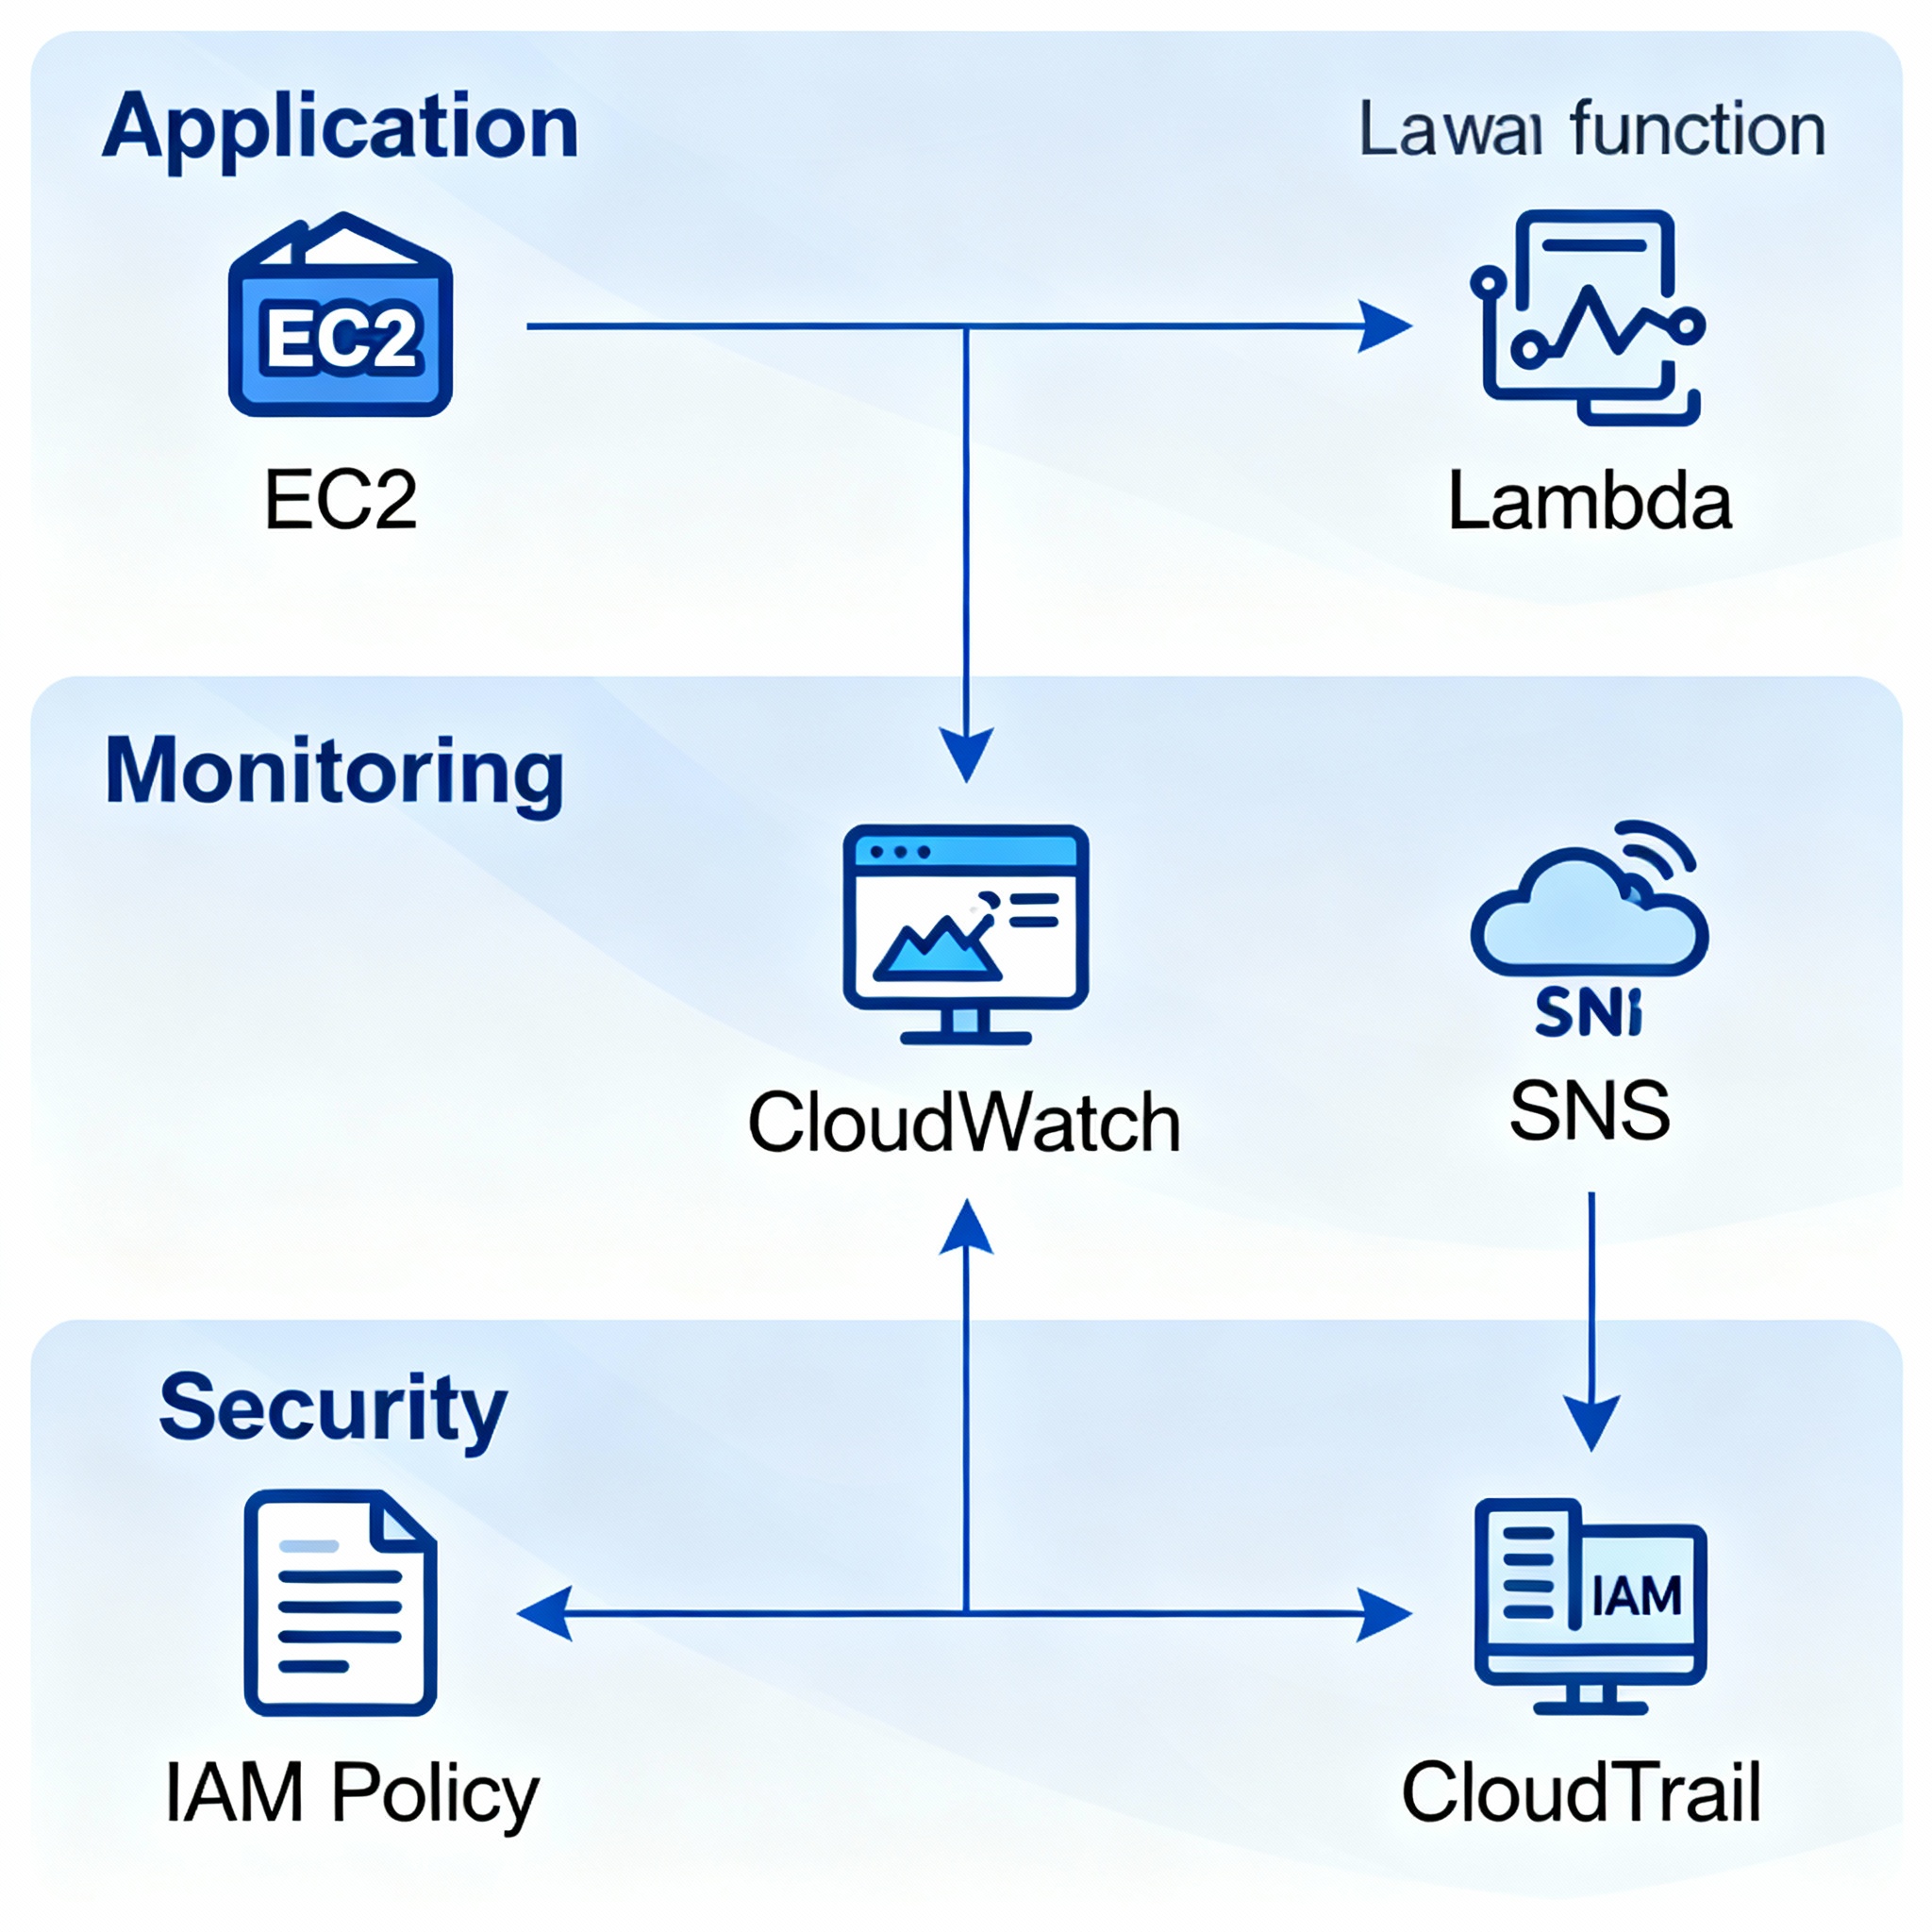 Application
Lawaı function
EC2
EC2
Lambda
Monitoring
SNi
CloudWatch
SNS
Security
IAM
IAM Policy
CloudTrail